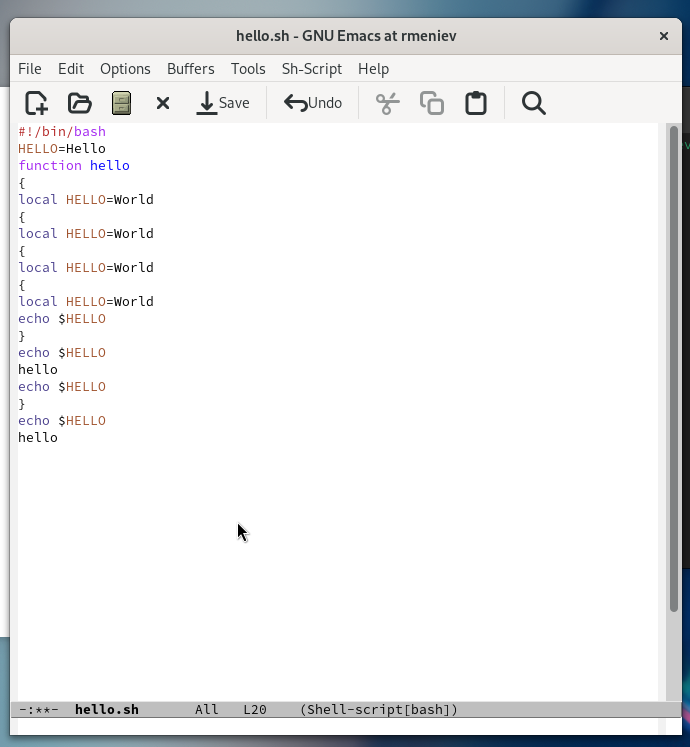 hello.sh - GNU Emacs at rmeniev
File Edit Options Buffers Tools Sh-Script Help
Save Undo
#!/bin/bash
HELLO=Hello
function hello
{
local HELLO=World
{
local HELLO=World
{
local HELLO=World
{
local HELLO=World
echo $HELLO
}
echo $HELLO
hello
echo $HELLO
}
echo $HELLO
hello
-:**- hello.sh All L20 (Shell-script[bash])